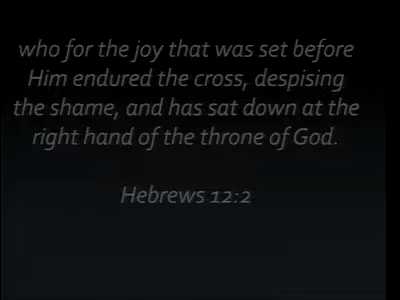 who for the joy that was set before
Him endured the cross, despising
the shame, and has sat down at the
right hand of the throne of God.
Hebrews 12:2